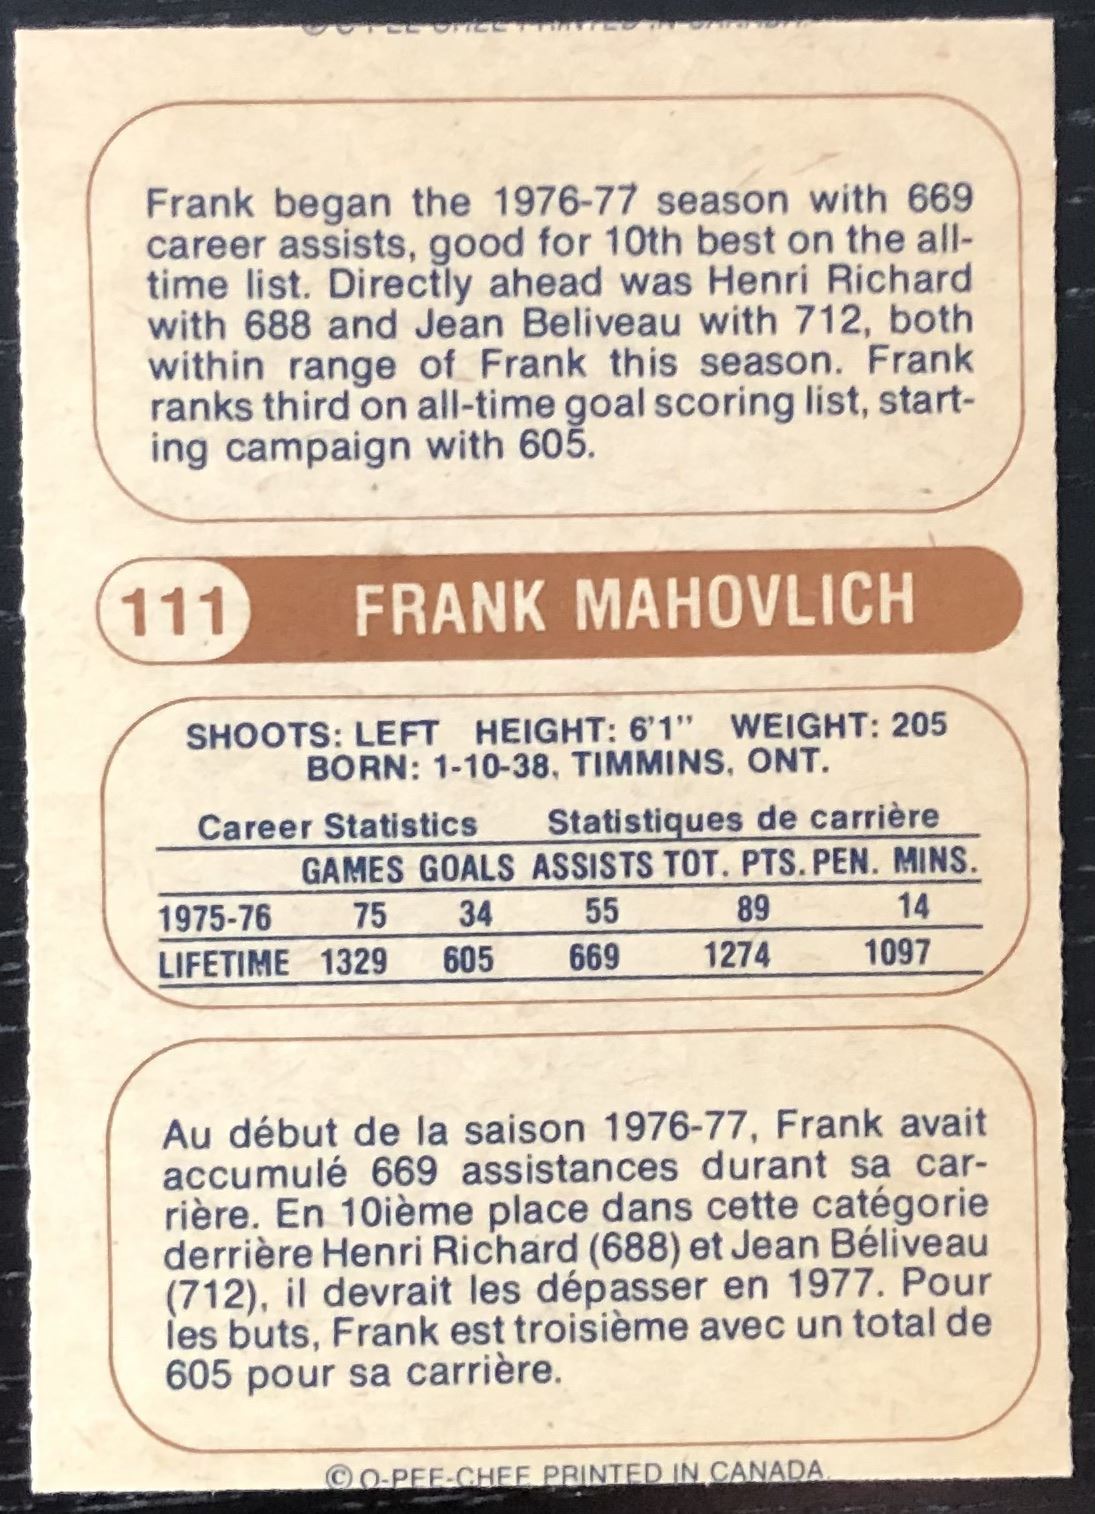 © O-PEE-CHEE PRINTED IN CANADA.
Frank began the 1976-77 season with 669
career assists, good for 10th best on the all-
time list. Directly ahead was Henri Richard
with 688 and Jean Beliveau with 712, both
within range of Frank this season. Frank
ranks third on all-time goal scoring list, start-
ing campaign with 605.
111 FRANK MAHOVLICH
SHOOTS: LEFT HEIGHT: 6'1" WEIGHT: 205
BORN: 1-10-38, TIMMINS, ONT.
Career Statistics Statistiques de carrière
GAMES GOALS ASSISTS TOT. PTS. PEN. MINS.
1975-76 75 34 55 89 14
LIFETIME 1329 605 669 1274 1097
Au début de la saison 1976-77, Frank avait
accumulé 669 assistances durant sa car-
rière. En 10ième place dans cette catégorie
derrière Henri Richard (688) et Jean Béliveau
(712), il devrait les dépasser en 1977. Pour
les buts, Frank est troisième avec un total de
605 pour sa carrière.
© O-PEE-CHEE PRINTED IN CANADA.